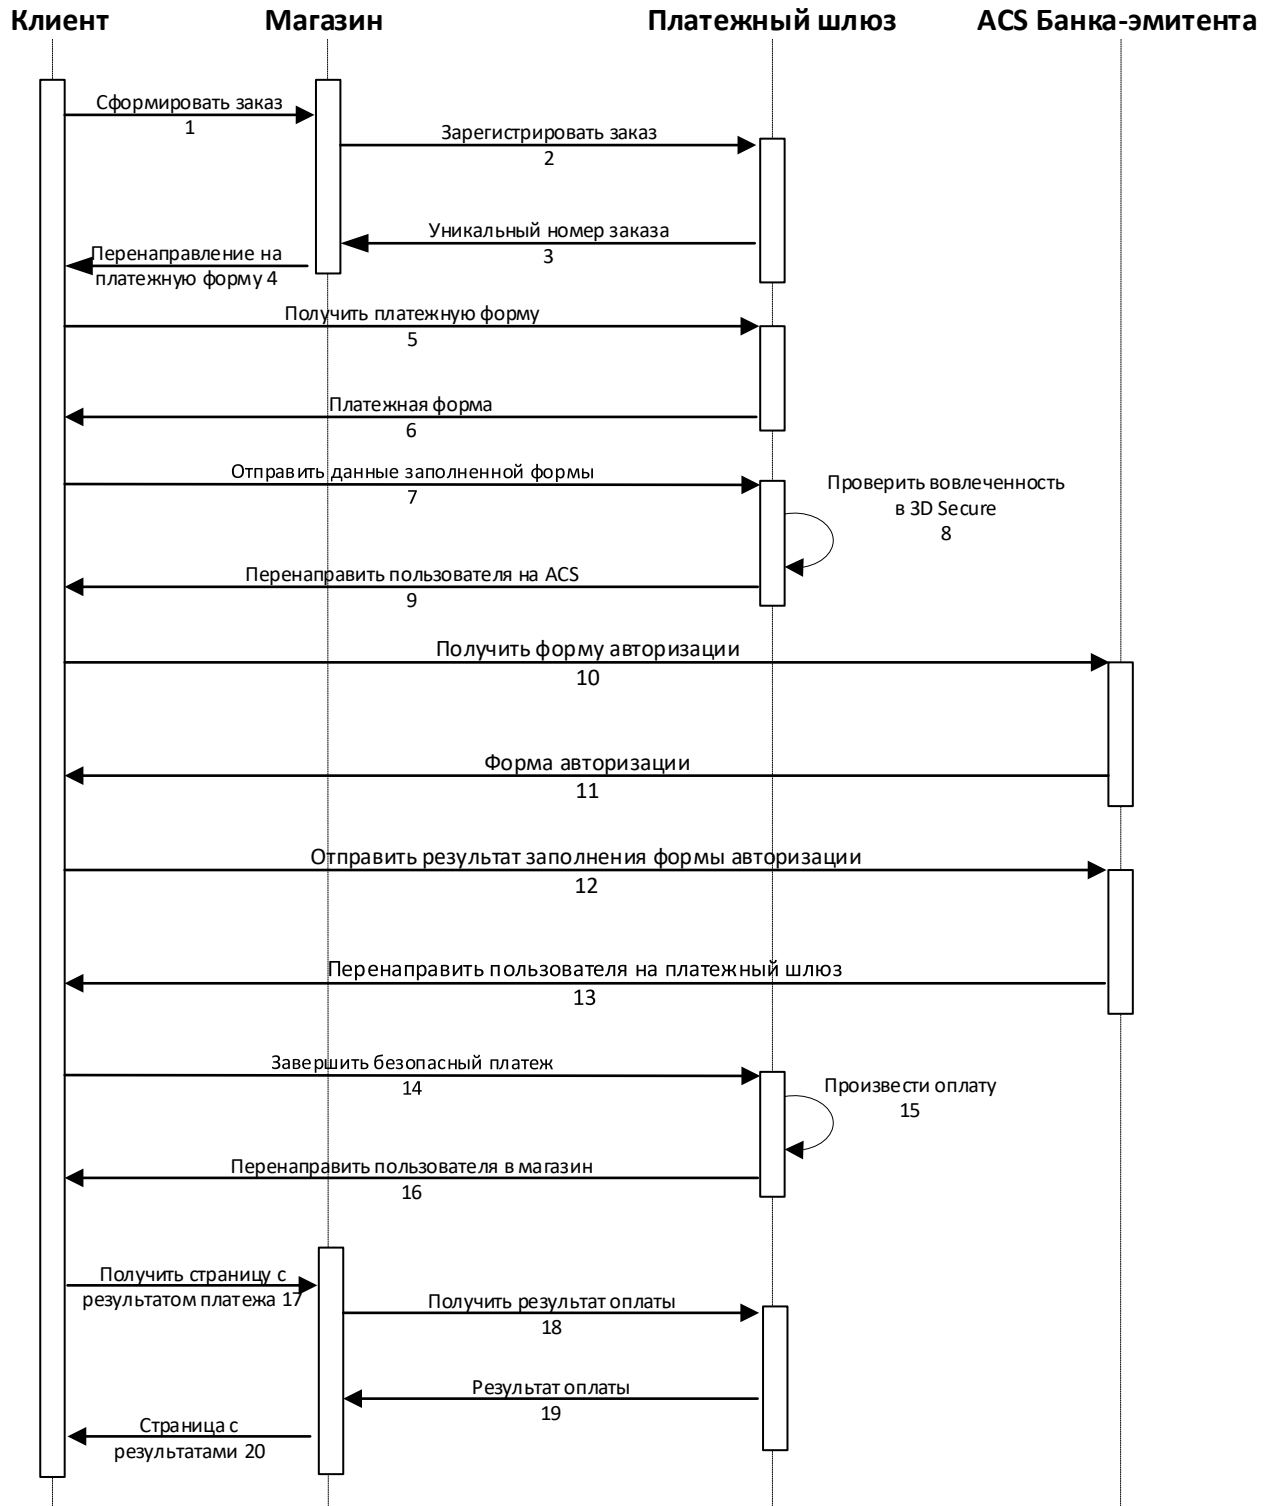 Клиент
Магазин
Платежный шлюз
ACS Банка-эмитента
Сформировать заказ
1
Зарегистрировать заказ
2
Уникальный номер заказа
3
Перенаправление на
платежную форму 4
Получить платежную форму
5
Платежная форма
6
Отправить данные заполненной формы
7
Проверить вовлеченность
в 3D Secure
8
Перенаправить пользователя на ACS
9
Получить форму авторизации
10
Форма авторизации
11
Отправить результат заполнения формы авторизации
12
Перенаправить пользователя на платежный шлюз
13
Завершить безопасный платеж
14
Произвести оплату
15
Перенаправить пользователя в магазин
16
Получить страницу с
результатом платежа 17
Получить результат оплаты
18
Результат оплаты
19
Страница с
результатами 20